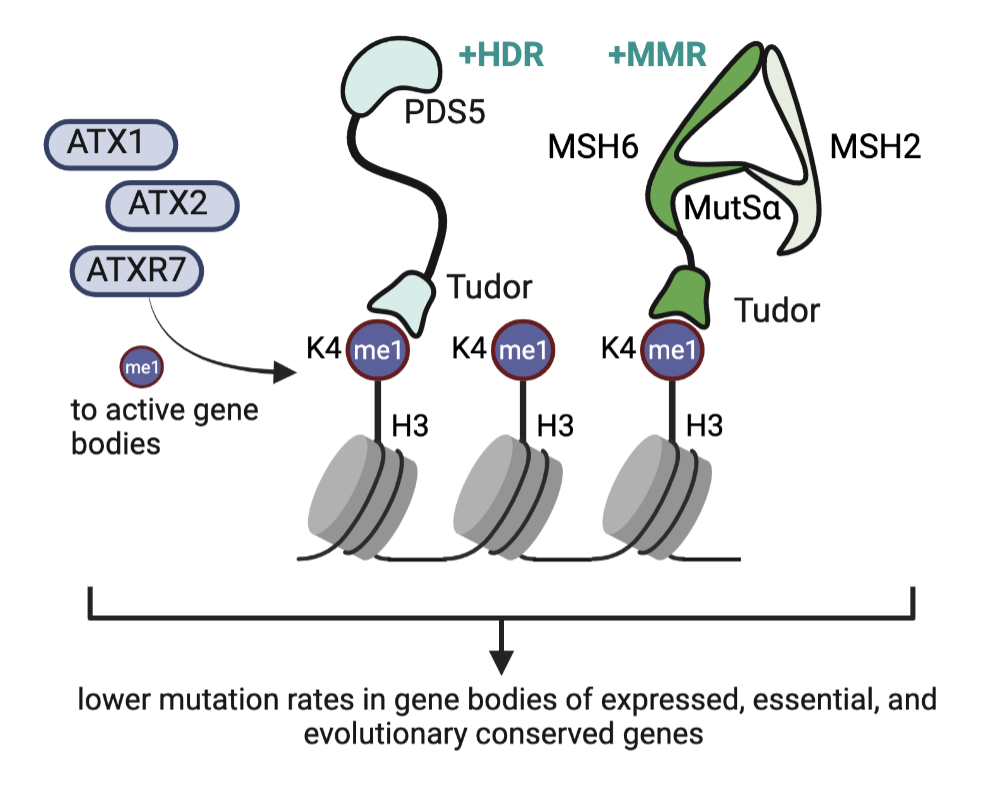 +HDR
+MMR
PDS5
ATX1
MSH6
MSH2
ATX2
MutSα
ATXR7
Tudor
Tudor
K4 me1
K4 me1
K4 me1
me1
to active gene
bodies
H3
H3
H3
lower mutation rates in gene bodies of expressed, essential, and
evolutionary conserved genes